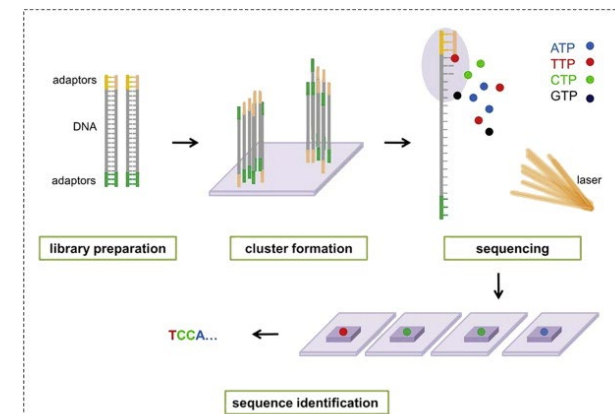 adaptors
DNA
adaptors
library preparation
cluster formation
ATP
TTP
CTP
GTP
laser
sequencing
TCCA...
sequence identification